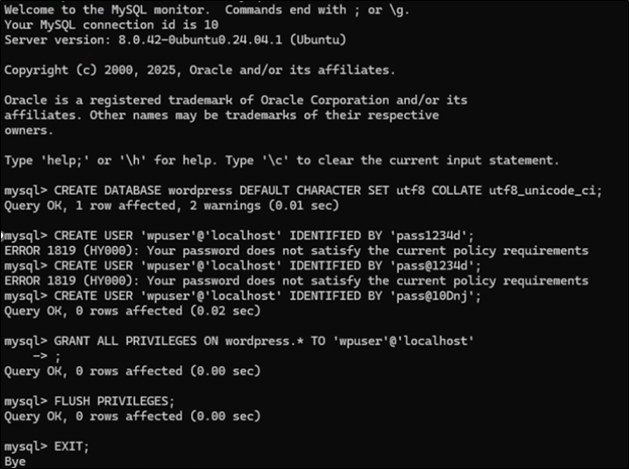 Welcome to the MySQL monitor.  Commands end with ; or \g.
Your MySQL connection id is 10
Server version: 8.0.42-0ubuntu0.24.04.1 (Ubuntu)
Copyright (c) 2000, 2025, Oracle and/or its affiliates.
Oracle is a registered trademark of Oracle Corporation and/or its
affiliates. Other names may be trademarks of their respective
owners.
Type 'help;' or '\h' for help. Type '\c' to clear the current input statement.
mysql> CREATE DATABASE wordpress DEFAULT CHARACTER SET utf8 COLLATE utf8_unicode_ci;
Query OK, 1 row affected, 2 warnings (0.01 sec)
mysql> CREATE USER 'wpuser'@'localhost' IDENTIFIED BY 'pass1234d';
ERROR 1819 (HY000): Your password does not satisfy the current policy requirements
mysql> CREATE USER 'wpuser'@'localhost' IDENTIFIED BY 'pass@1234d';
ERROR 1819 (HY000): Your password does not satisfy the current policy requirements
mysql> CREATE USER 'wpuser'@'localhost' IDENTIFIED BY 'pass@10Dnj';
Query OK, 0 rows affected (0.02 sec)
mysql> GRANT ALL PRIVILEGES ON wordpress.* TO 'wpuser'@'localhost'
    -> ;
Query OK, 0 rows affected (0.00 sec)
mysql> FLUSH PRIVILEGES;
Query OK, 0 rows affected (0.00 sec)
mysql> EXIT;
Bye